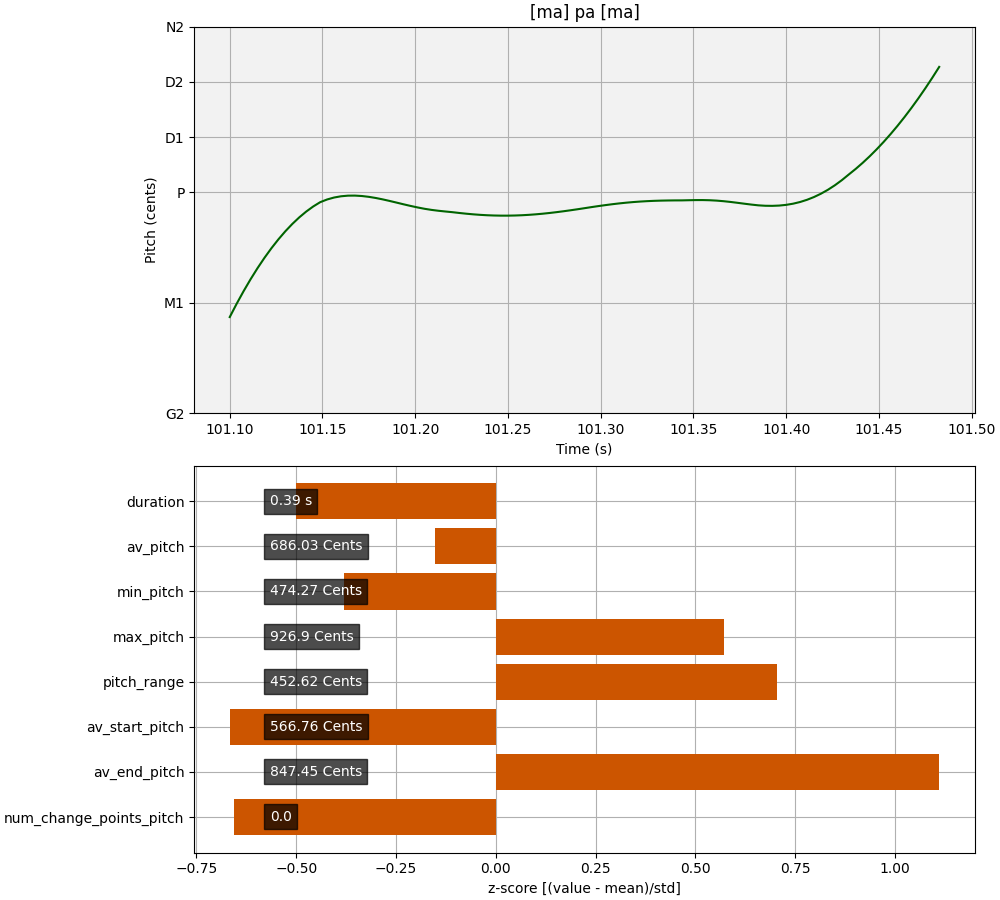 [ma] pa [ma]
N2
D2
D1
P
M1
G2
Pitch (cents)
101.10 101.15 101.20 101.25 101.30 101.35 101.40 101.45 101.50
Time (s)
duration 0.39 s
av_pitch 686.03 Cents
min_pitch 474.27 Cents
max_pitch 926.9 Cents
pitch_range 452.62 Cents
av_start_pitch 566.76 Cents
av_end_pitch 847.45 Cents
num_change_points_pitch 0.0
−0.75 −0.50 −0.25 0.00 0.25 0.50 0.75 1.00
z-score [(value - mean)/std]